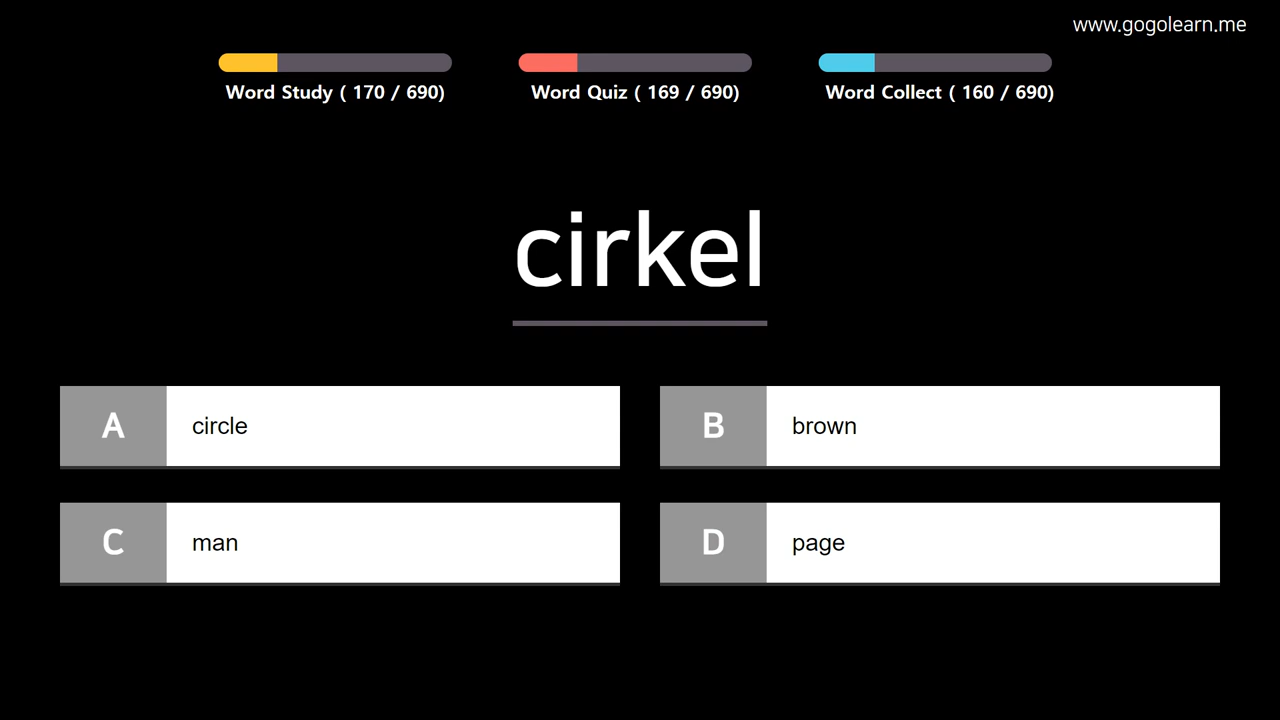 www.gogolearn.me
Word Study ( 170 / 690)
Word Quiz ( 169 / 690)
Word Collect ( 160 / 690)
cirkel
A circle
B brown
C man
D page